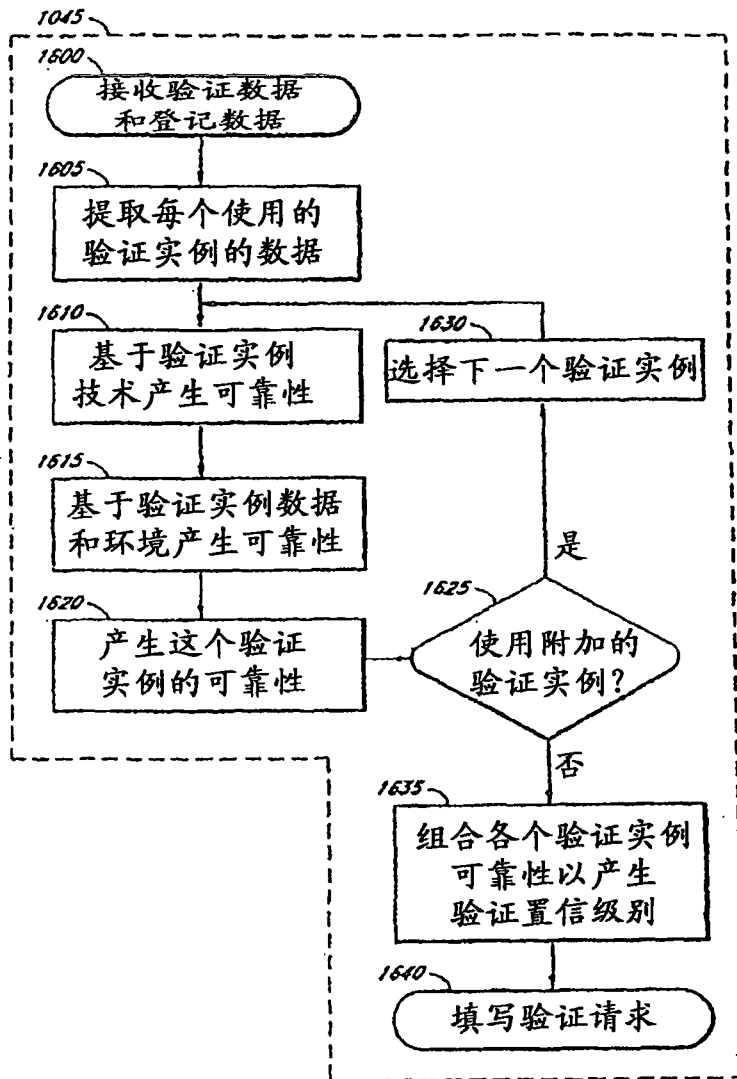 1045
1600
接收验证数据
和登记数据
1605
提取每个使用的
验证实例的数据
1610
基于验证实例
技术产生可靠性
1615
基于验证实例数据
和环境产生可靠性
1620
产生这个验证
实例的可靠性
1630
选择下一个验证实例
是
1625
使用附加的
验证实例？
否
1635
组合各个验证实例
可靠性以产生
验证置信级别
1640
填写验证请求